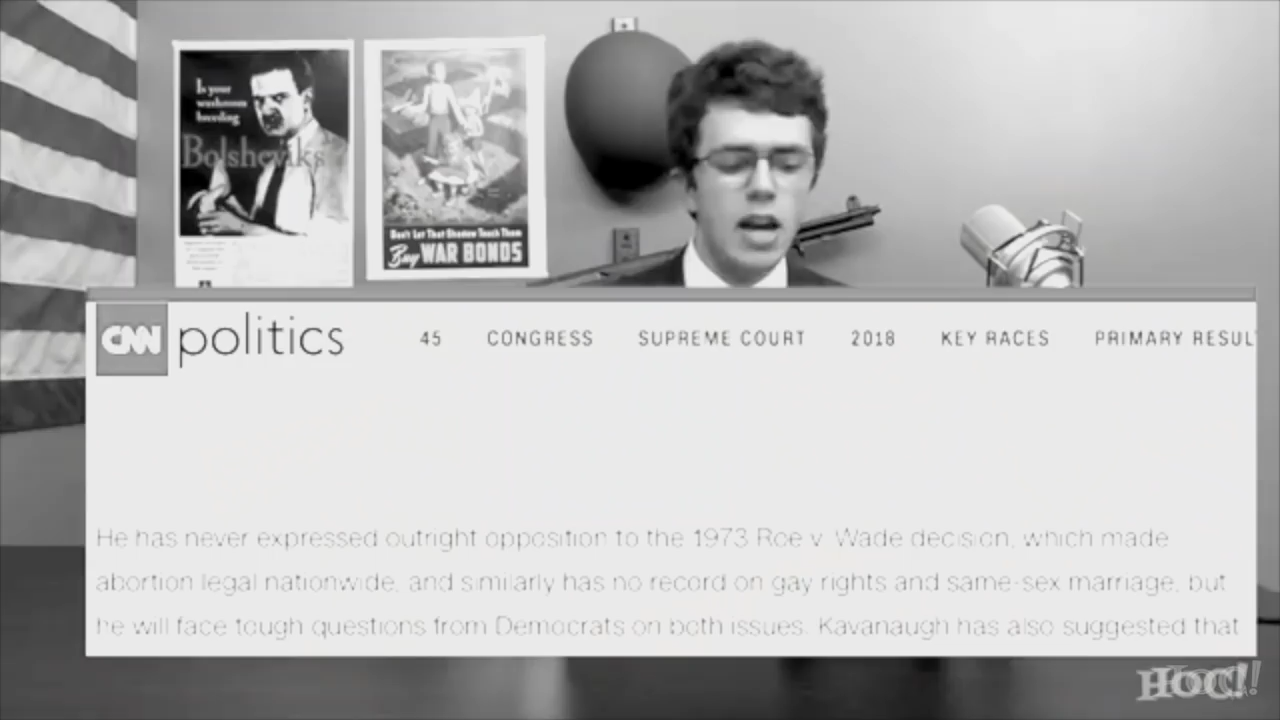 Is your
washroom
breeding
Bolsheviks
Don't Let That Shadow Touch Them
Buy WAR BONDS
CNN politics 45 CONGRESS SUPREME COURT 2018 KEY RACES PRIMARY RESUL
He has never expressed outright opposition to the 1973 Roe v. Wade decision, which made
abortion legal nationwide, and similarly has no record on gay rights and same-sex marriage, but
he will face tough questions from Democrats on both issues. Kavanaugh has also suggested that